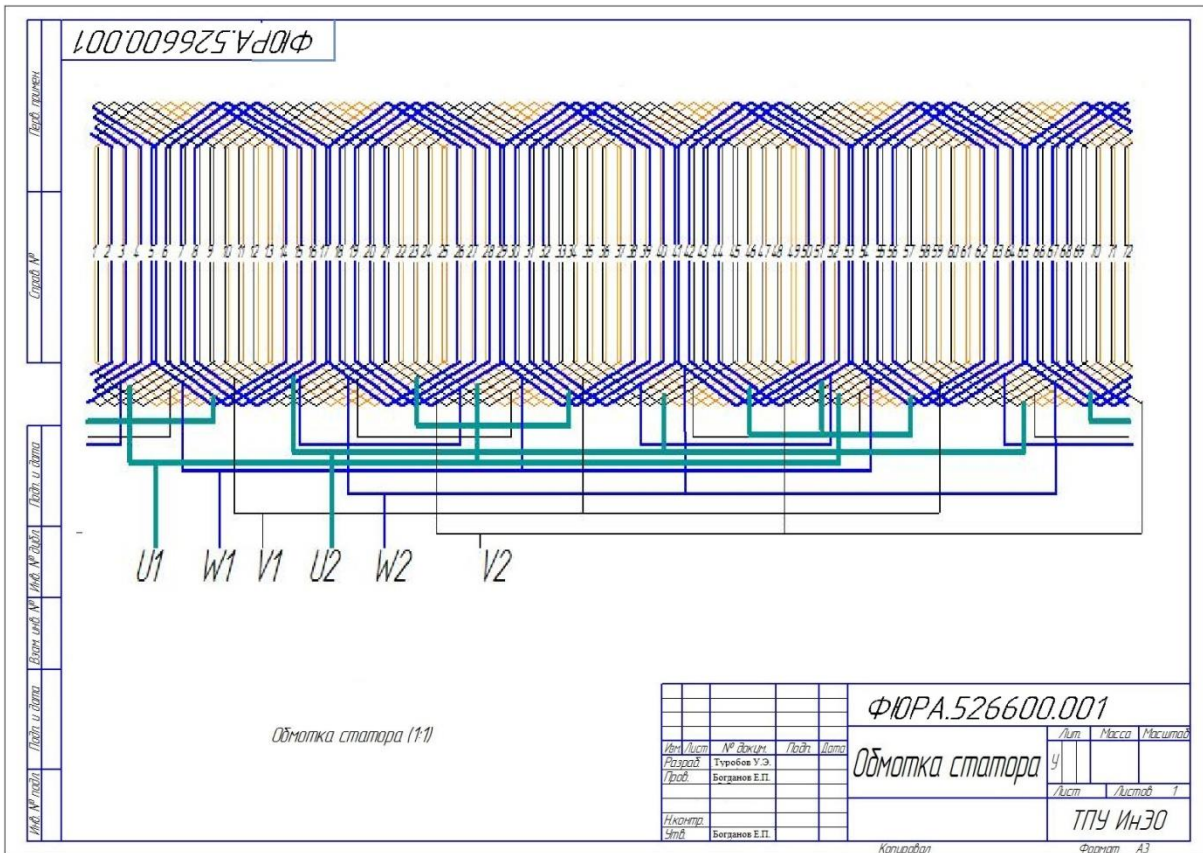 ФЮРА.526600.001
Перв. примен.
Справ. №
Подп. и дата
Инв. № дубл.
Взам. инв. №
Подп. и дата
Инв. № подл.
1 2 3 4 5 6 7 8 9 10 11 12 13 14 15 16 17 18 19 20 21 22 23 24 25 26 27 28 29 30 31 32 33 34 35 36 37 38 39 40 41 42 43 44 45 46 47 48 49 50 51 52 53 54 55 56 57 58 59 60 61 62 63 64 65 66 67 68 69 70 71 72
U1 W1 V1 U2 W2 V2
Обмотка статора (1:1)
ФЮРА.526600.001
Изм. Лист № докум. Подп. Дата
Разраб. Туробов У.Э.
Пров. Богданов Е.П.
Н.контр.
Утв. Богданов Е.П.
Обмотка статора
Лит. Масса Масштаб
У
Лист Листов 1
ТПУ ИнЭО
Копировал Формат А3